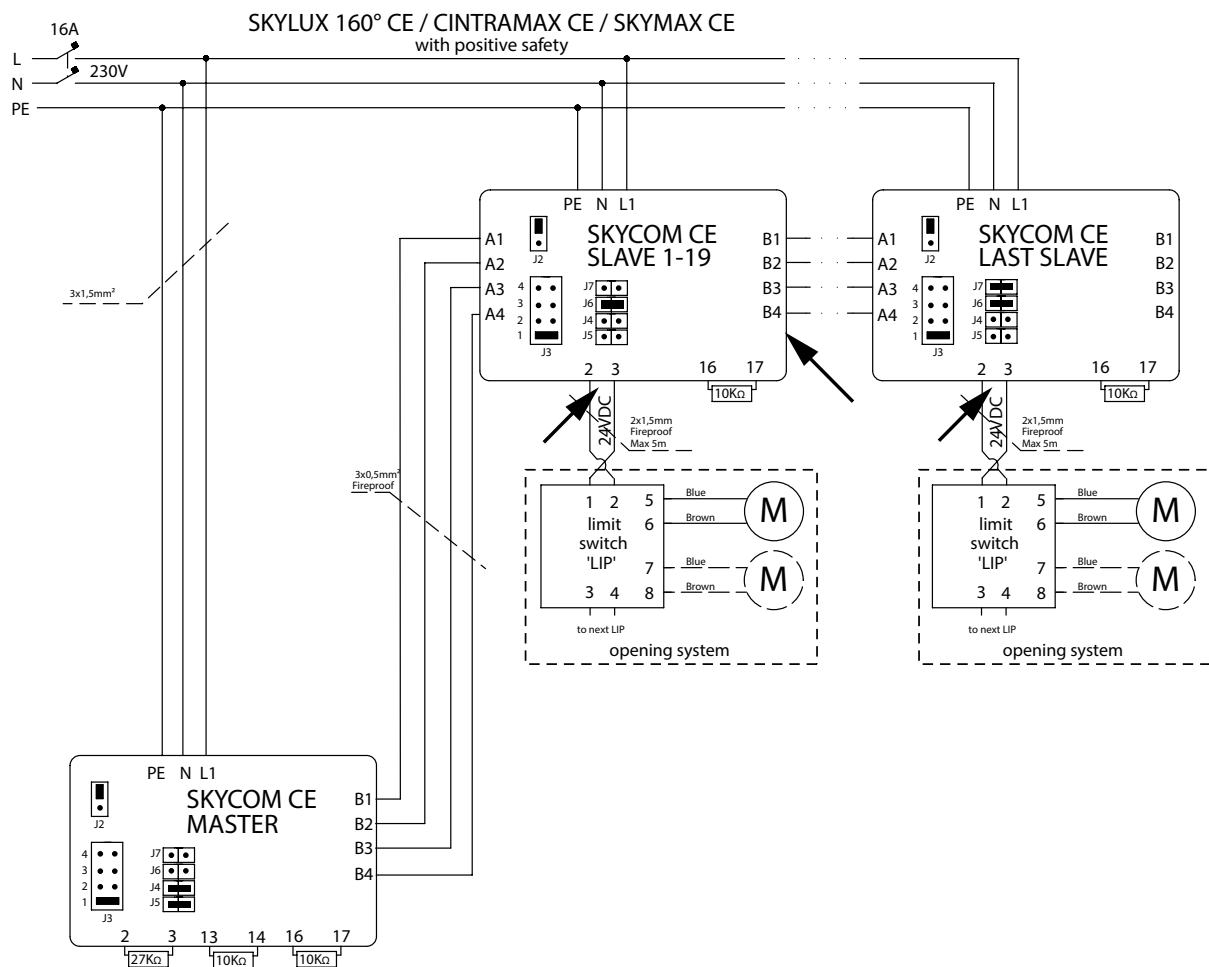 SKYLUX 160° CE / CINTRAMAX CE / SKYMAX CE
with positive safety
16A
L
N
230V
PE
3x1,5mm²
PE N L1
SKYCOM CE
SLAVE 1-19
J2
A1
A2
A3
A4
B1
B2
B3
B4
4
3
2
1
J3
J7
J6
J4
J5
2 3
16 17
10KΩ
24VDC
2x1,5mm
Fireproof
Max 5m
PE N L1
SKYCOM CE
LAST SLAVE
J2
A1
A2
A3
A4
B1
B2
B3
B4
4
3
2
1
J3
J7
J6
J4
J5
2 3
16 17
10KΩ
24VDC
2x1,5mm
Fireproof
Max 5m
3x0,5mm²
Fireproof
1 2 5
6
limit
switch
'LIP'
7
3 4 8
Blue
Brown
M
Blue
Brown
M
to next LIP
opening system
1 2 5
6
limit
switch
'LIP'
7
3 4 8
Blue
Brown
M
Blue
Brown
M
to next LIP
opening system
PE N L1
SKYCOM CE
MASTER
J2
B1
B2
B3
B4
4
3
2
1
J3
J7
J6
J4
J5
2 3 13 14 16 17
27KΩ 10KΩ 10KΩ